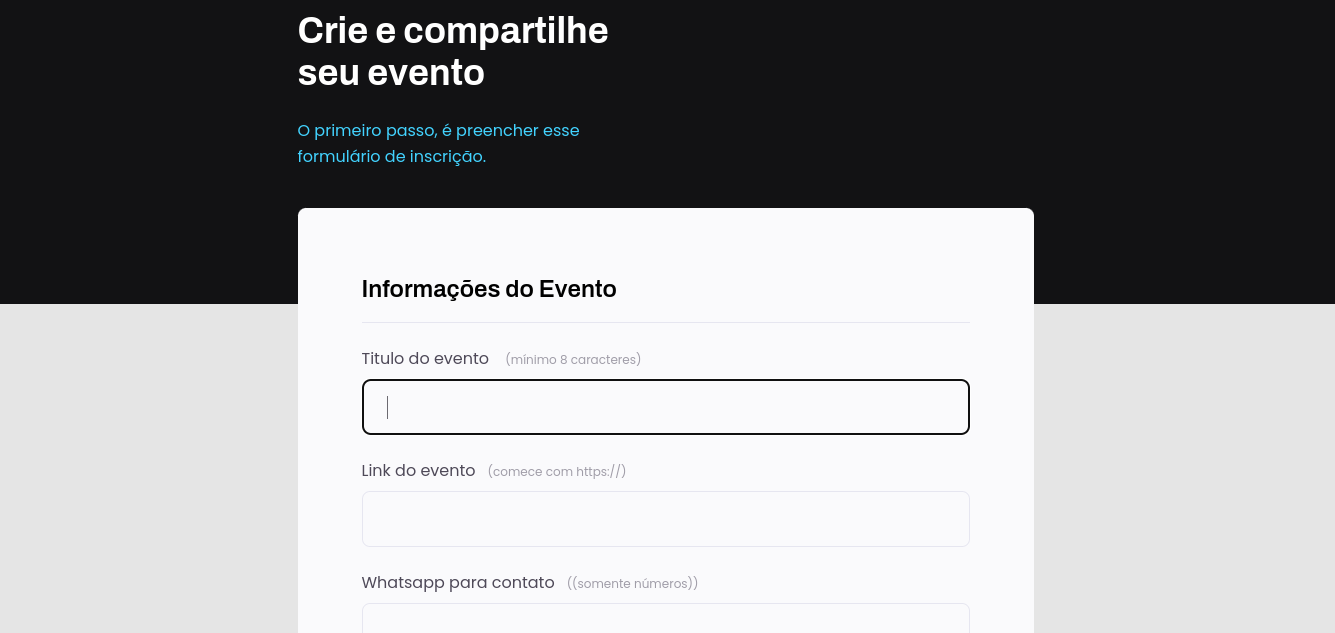 Crie e compartilhe
seu evento
O primeiro passo, é preencher esse
formulário de inscrição.
Informações do Evento
Titulo do evento (mínimo 8 caracteres)
Link do evento (comece com https://)
Whatsapp para contato ((somente números))